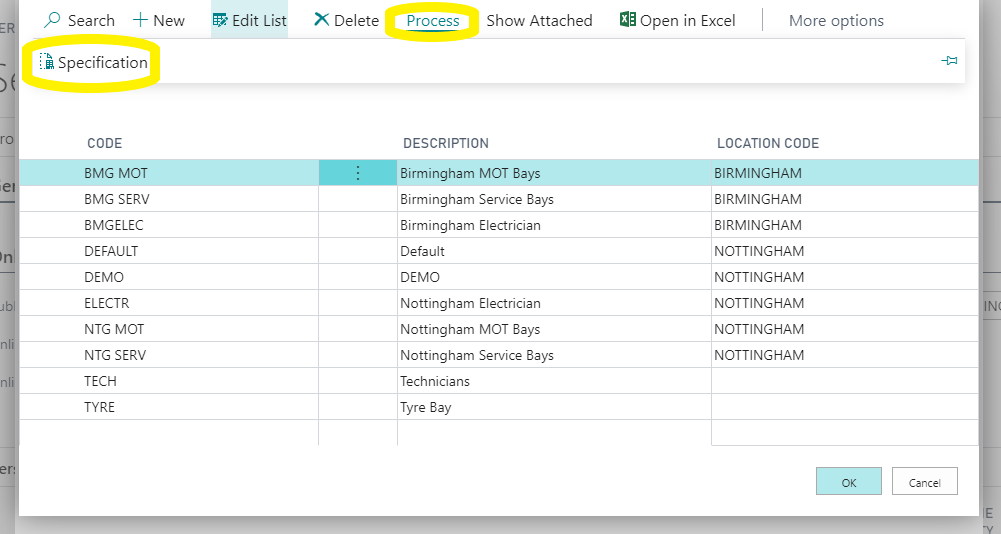 Search New Edit List Delete Process Show Attached Open in Excel More options
Specification
CODE DESCRIPTION LOCATION CODE
BMG MOT Birmingham MOT Bays BIRMINGHAM
BMG SERV Birmingham Service Bays BIRMINGHAM
BMGELEC Birmingham Electrician BIRMINGHAM
DEFAULT Default NOTTINGHAM
DEMO DEMO NOTTINGHAM
ELECTR Nottingham Electrician NOTTINGHAM
NTG MOT Nottingham MOT Bays NOTTINGHAM
NTG SERV Nottingham Service Bays NOTTINGHAM
TECH Technicians
TYRE Tyre Bay
OK Cancel